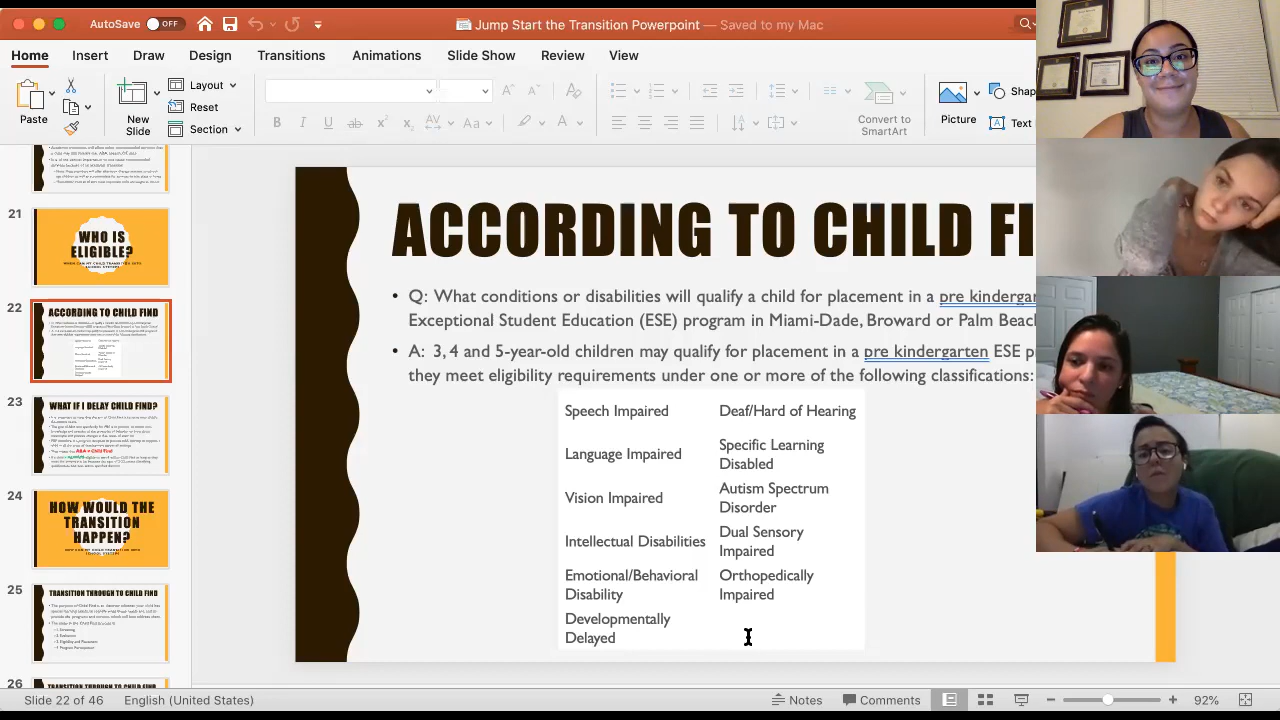 AutoSave OFF
Jump Start the Transition Powerpoint — Saved to my Mac
Home Insert Draw Design Transitions Animations Slide Show Review View
Paste
New
Slide
Layout
Reset
Section
Convert to
SmartArt
Picture
Text
21
WHO IS
ELIGIBLE?
22
ACCORDING TO CHILD FIND
23
WHAT IF I DELAY CHILD FIND?
24
HOW WOULD THE
TRANSITION
HAPPEN?
25
TRANSITION THROUGH TO CHILD FIND
26
ACCORDING TO CHILD
• Q: What conditions or disabilities will qualify a child for placement in a pre
Exceptional Student Education (ESE) program in Miami-Dade, Broward or Palm
• A: 3, 4 and 5-year-old children may qualify for placement in a pre kindergarten ESE
they meet eligibility requirements under one or more of the following classifications:
Speech Impaired Deaf/Hard of Hearing
Language Impaired Specific Learning
Disabled
Vision Impaired Autism Spectrum
Disorder
Intellectual Disabilities Dual Sensory
Impaired
Emotional/Behavioral Orthopedically
Disability Impaired
Developmentally
Delayed
Slide 22 of 46 English (United States) Notes Comments 92%